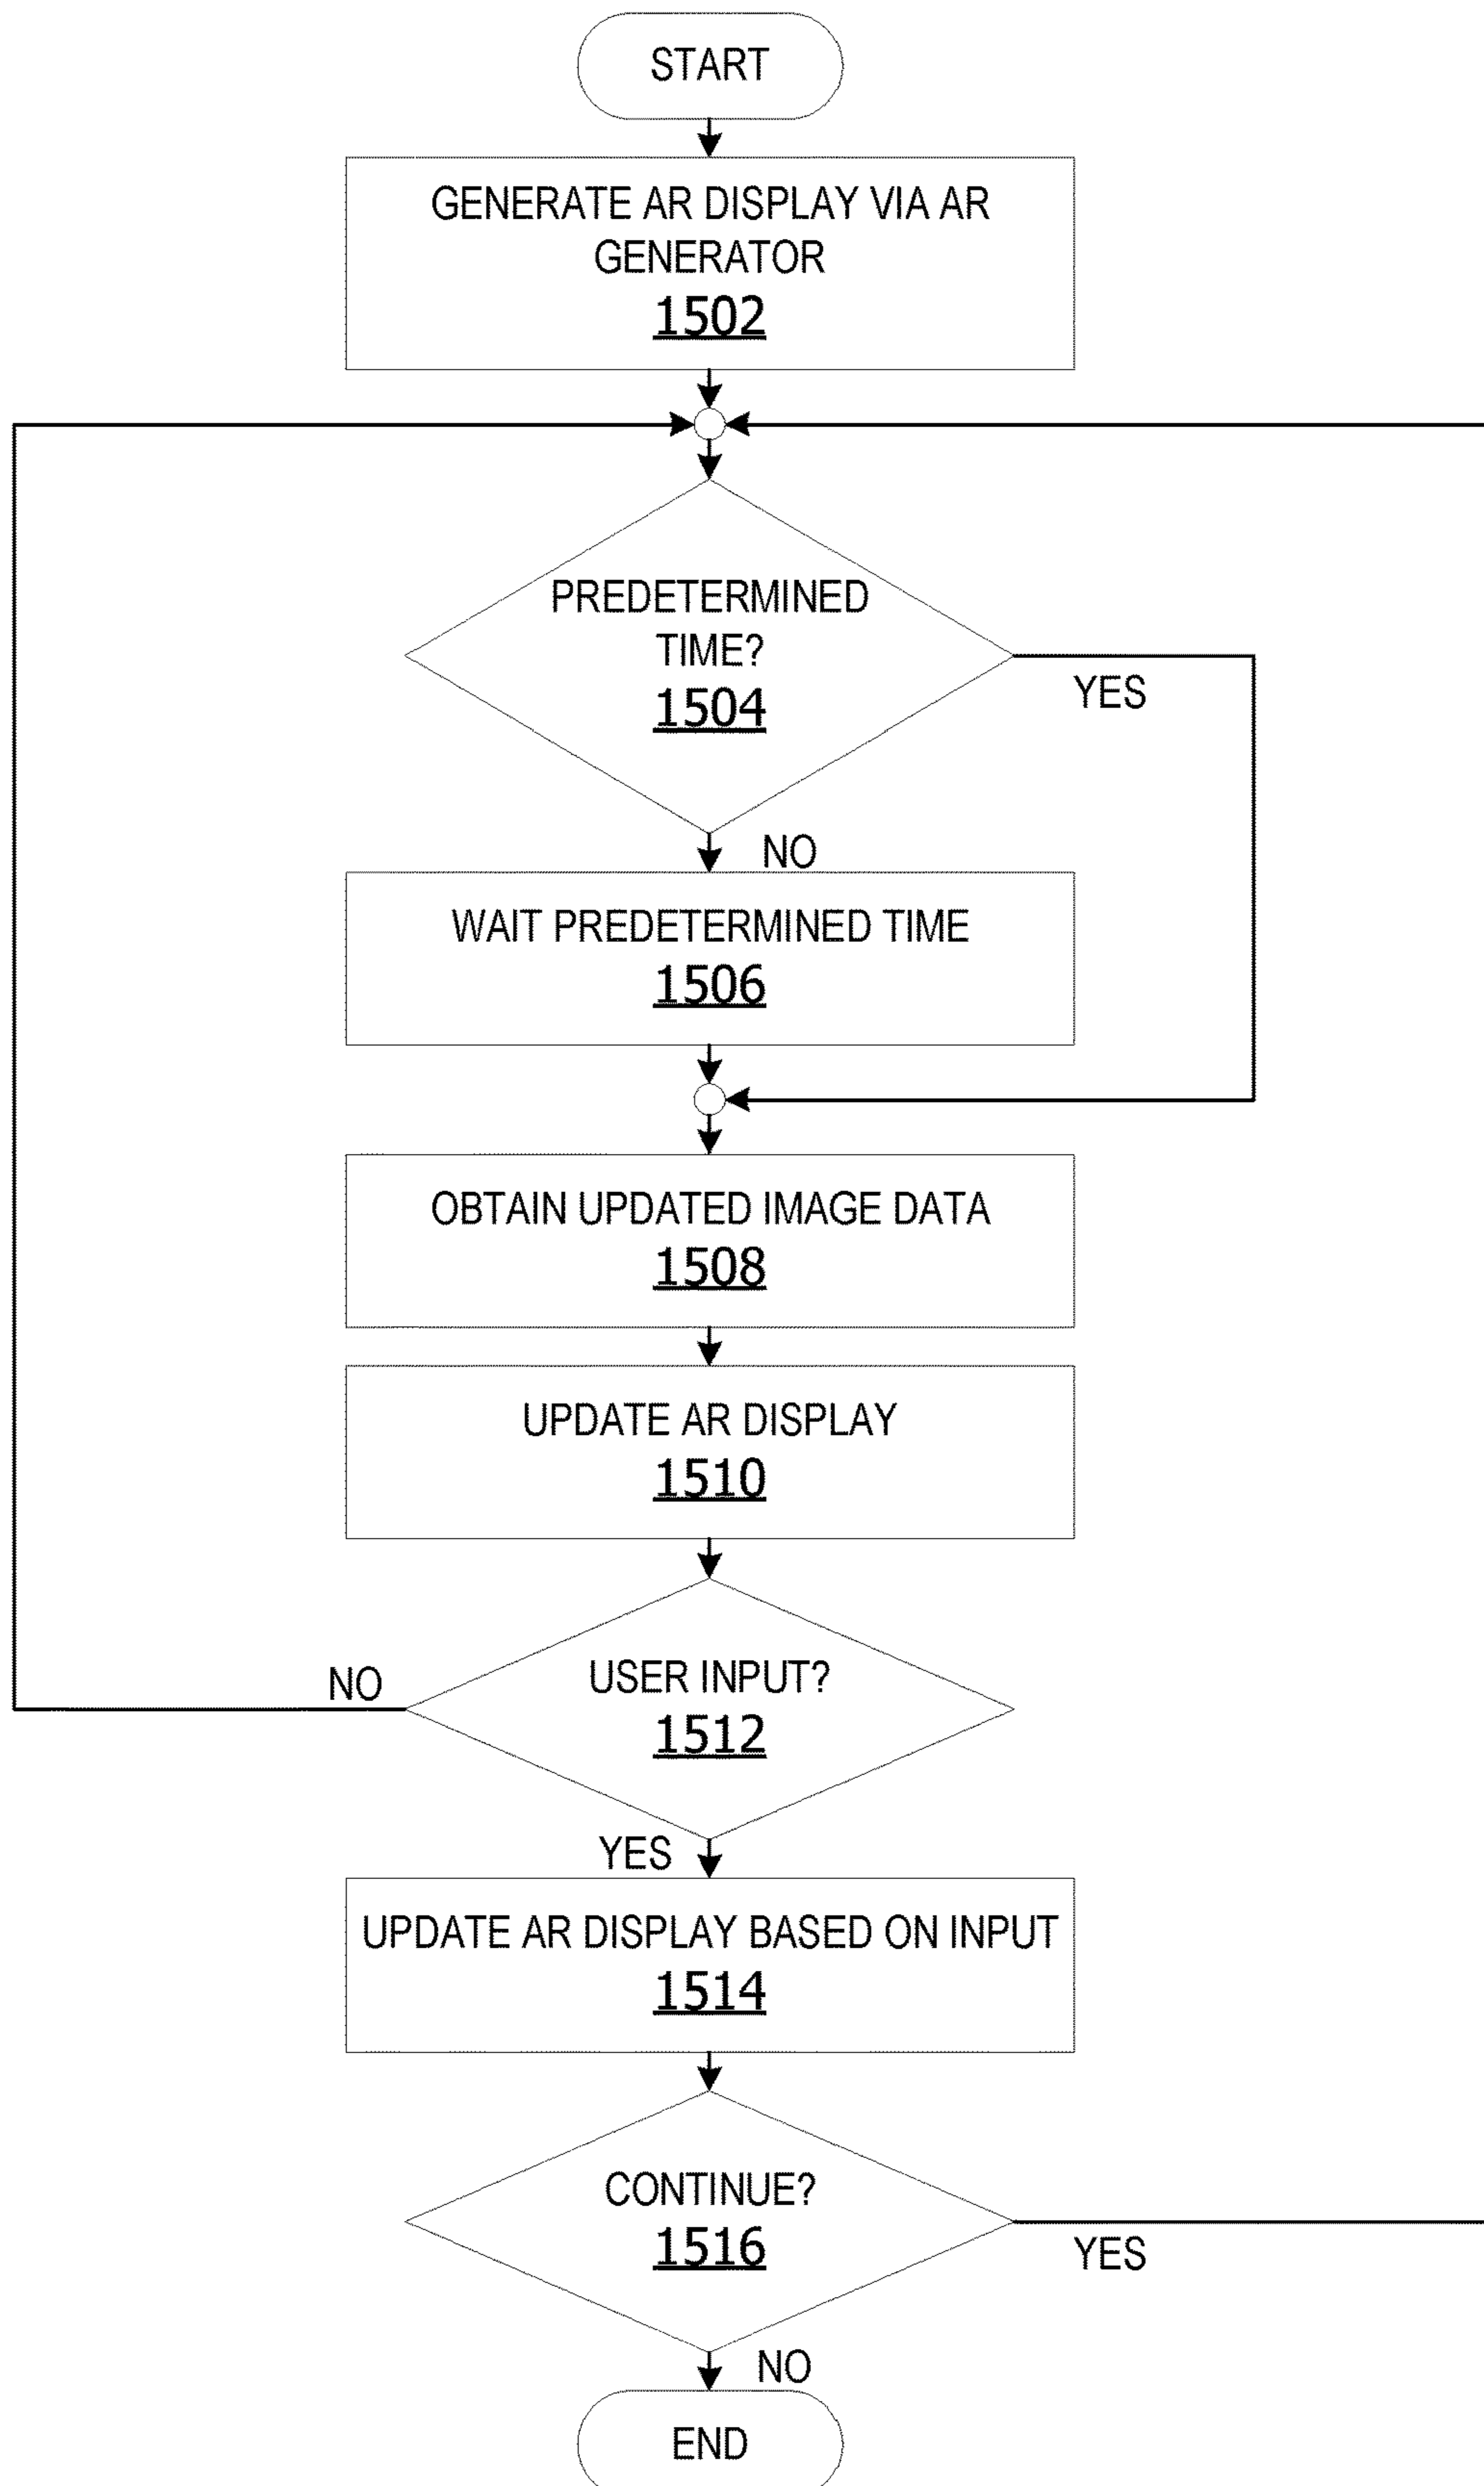 START
GENERATE AR DISPLAY VIA AR
GENERATOR
1502
PREDETERMINED
TIME?
1504
YES
NO
WAIT PREDETERMINED TIME
1506
OBTAIN UPDATED IMAGE DATA
1508
UPDATE AR DISPLAY
1510
USER INPUT?
NO
1512
YES
UPDATE AR DISPLAY BASED ON INPUT
1514
CONTINUE?
1516
YES
NO
END